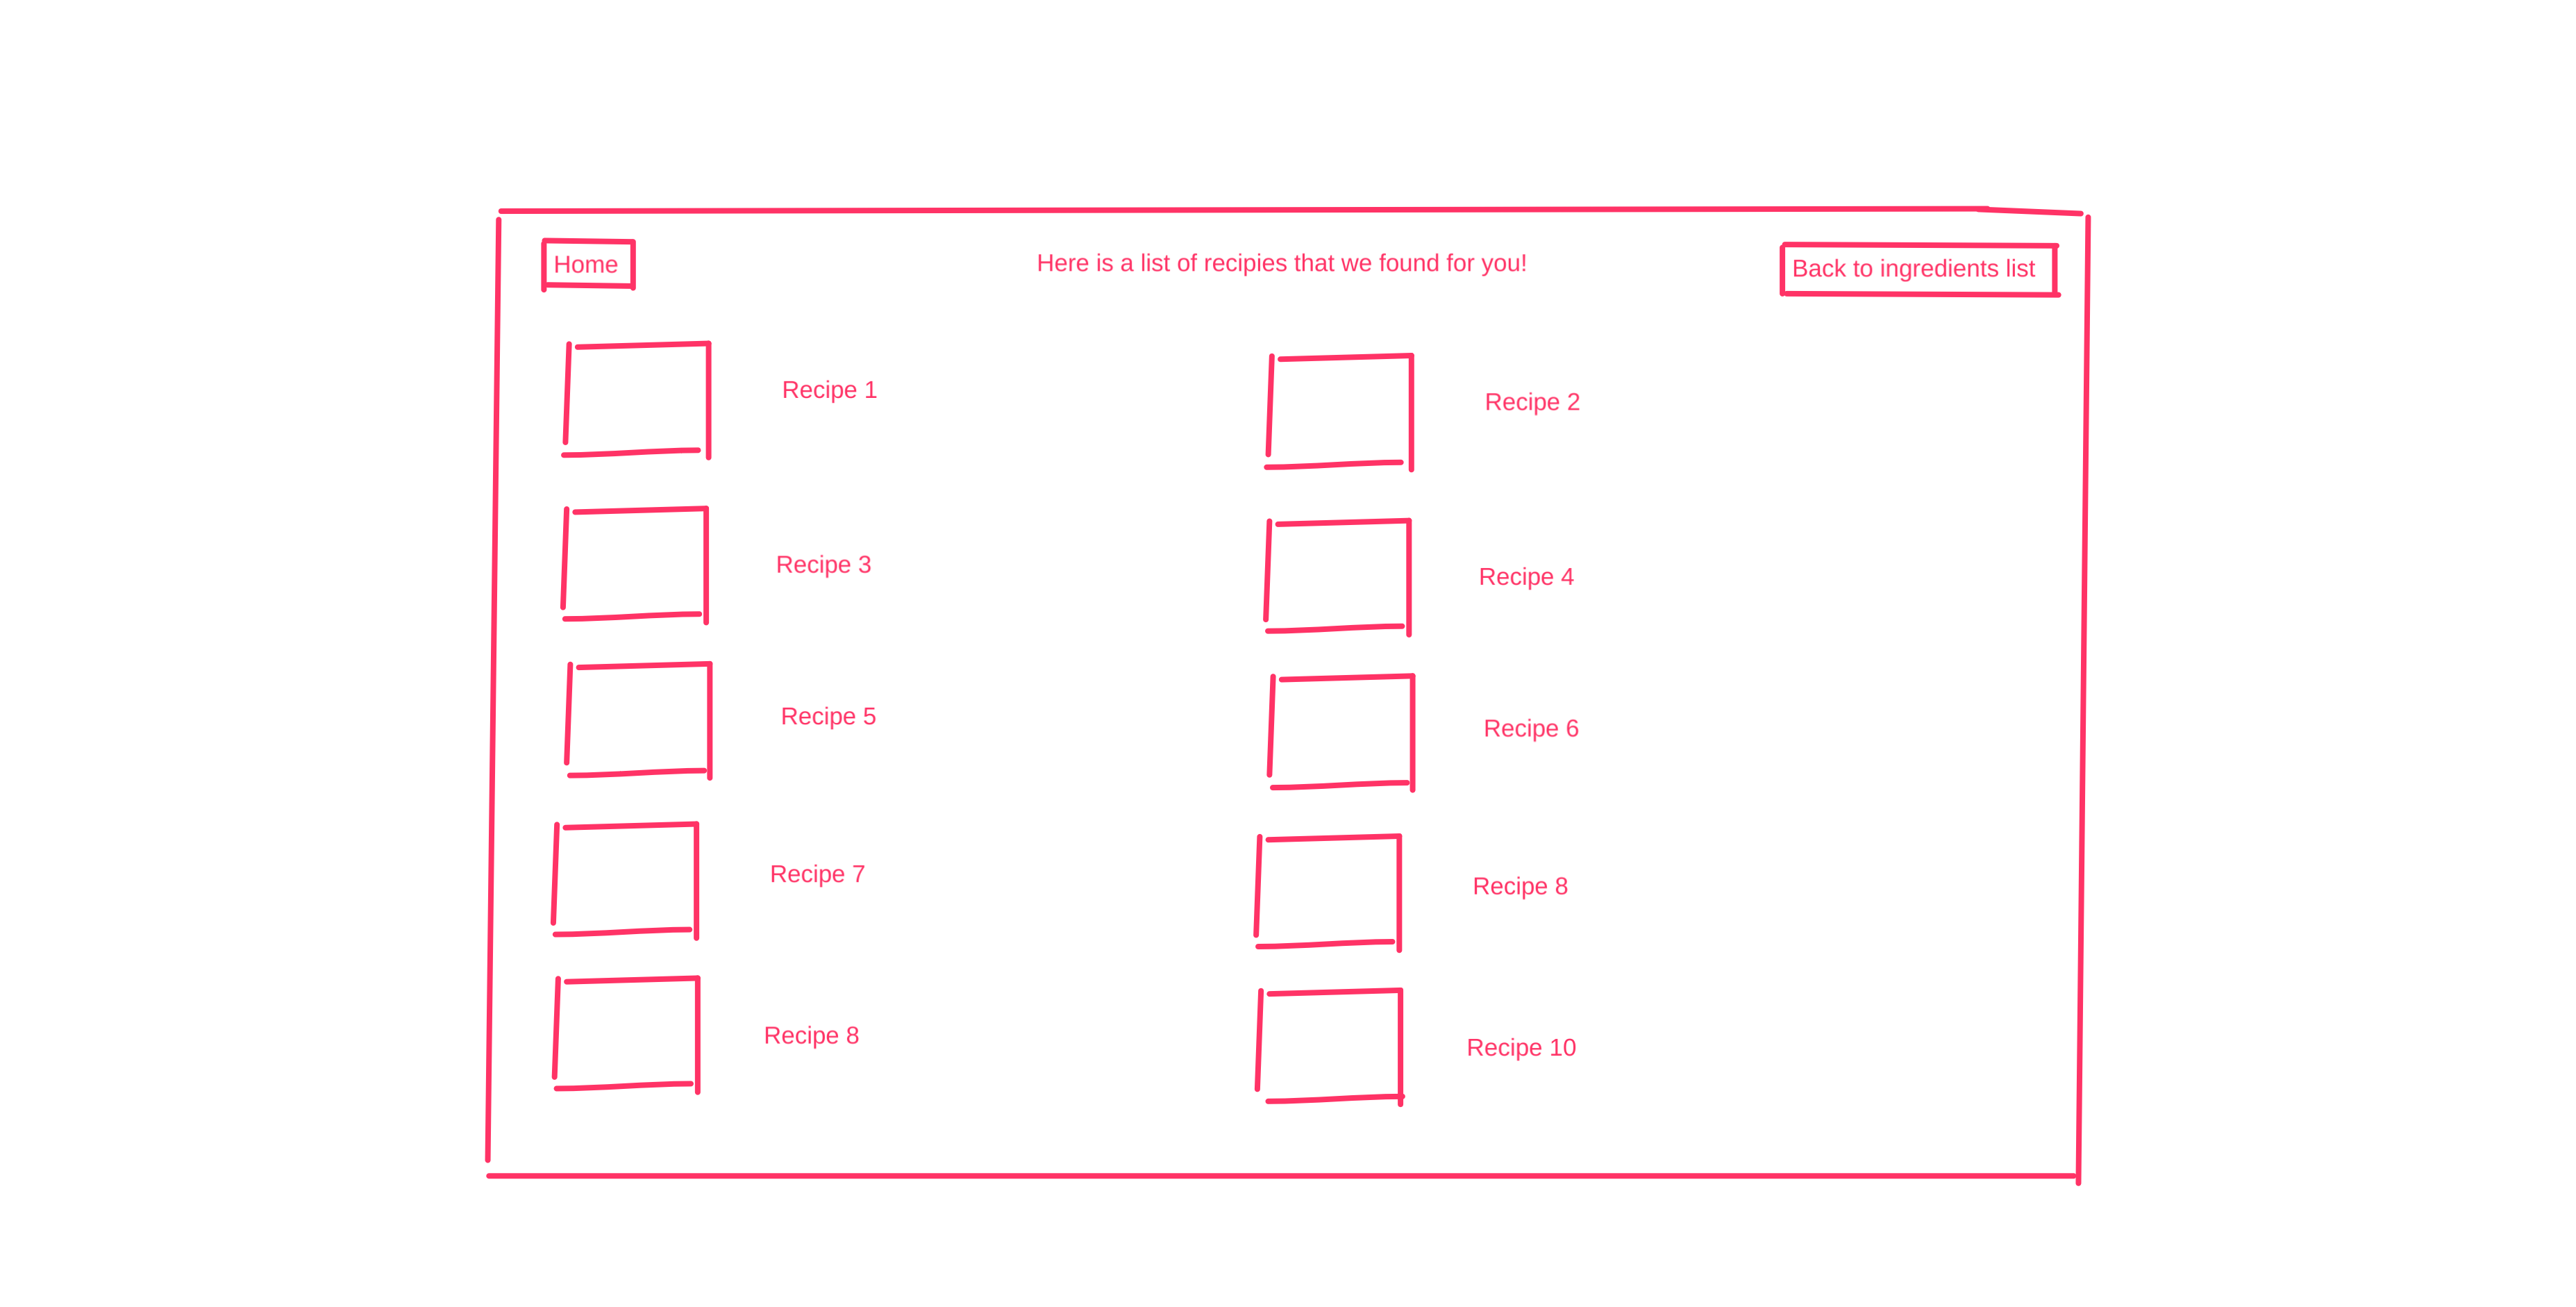 Home
Here is a list of recipies that we found for you!
Back to ingredients list
Recipe 1
Recipe 2
Recipe 3
Recipe 4
Recipe 5
Recipe 6
Recipe 7
Recipe 8
Recipe 8
Recipe 10